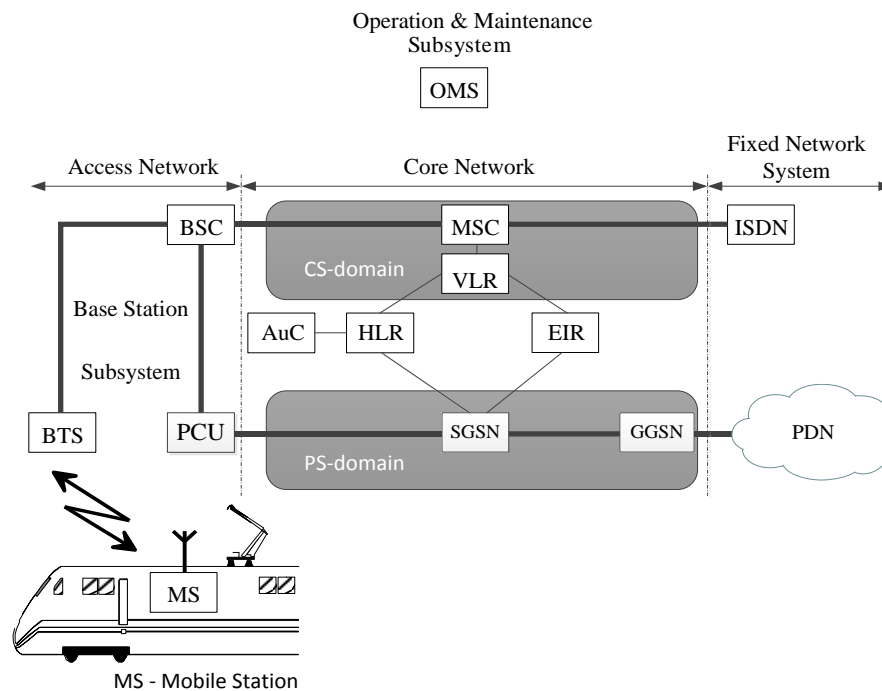 Operation & Maintenance
Subsystem
OMS
Access Network
Core Network
Fixed Network
System
BSC
MSC
ISDN
CS-domain
VLR
Base Station
AuC
HLR
EIR
Subsystem
BTS
PCU
SGSN
GGSN
PDN
PS-domain
MS
MS - Mobile Station